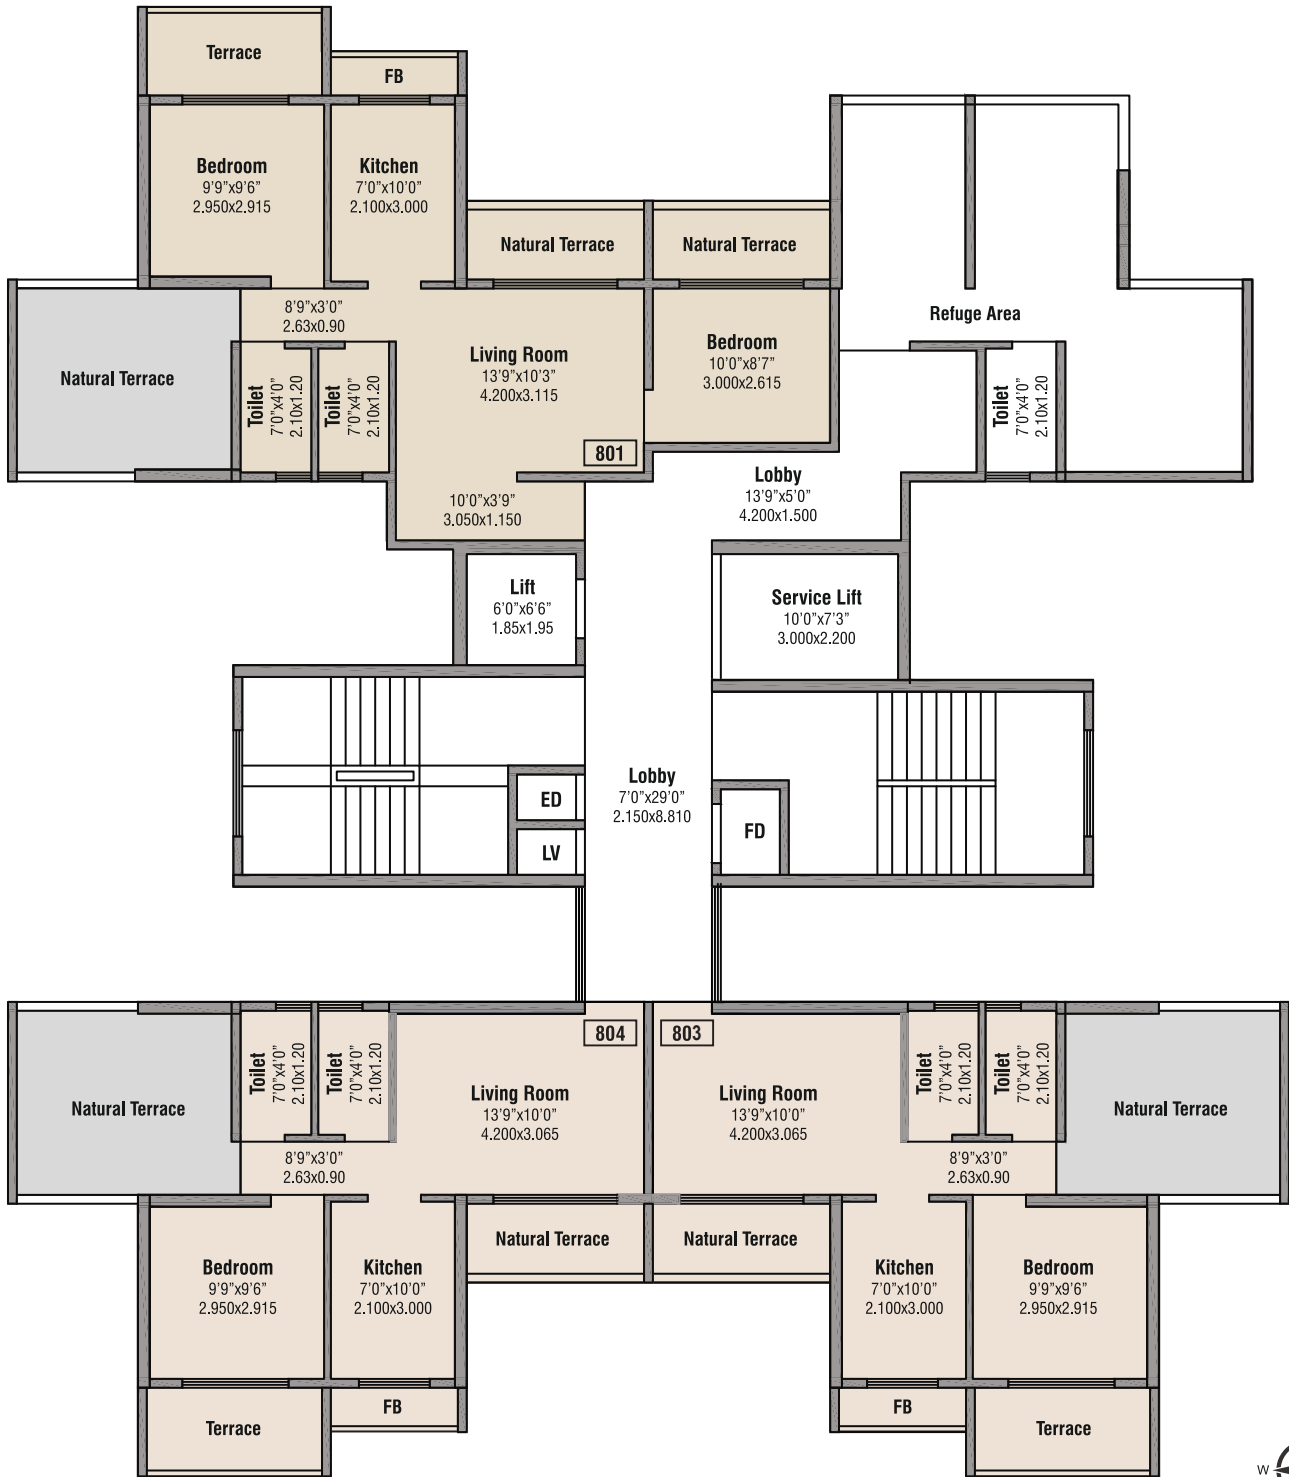 Terrace
FB
Bedroom
9'9"x9'6"
2.950x2.915
Kitchen
7'0"x10'0"
2.100x3.000
Natural Terrace
Natural Terrace
Refuge Area
8'9"x3'0"
2.63x0.90
Natural Terrace
Toilet
7'0"x4'0"
2.10x1.20
Toilet
7'0"x4'0"
2.10x1.20
Living Room
13'9"x10'3"
4.200x3.115
Bedroom
10'0"x8'7"
3.000x2.615
Toilet
7'0"x4'0"
2.10x1.20
801
10'0"x3'9"
3.050x1.150
Lobby
13'9"x5'0"
4.200x1.500
Lift
6'0"x6'6"
1.85x1.95
Service Lift
10'0"x7'3"
3.000x2.200
Lobby
7'0"x29'0"
2.150x8.810
ED
LV
FD
804
803
Natural Terrace
Toilet
7'0"x4'0"
2.10x1.20
Toilet
7'0"x4'0"
2.10x1.20
Living Room
13'9"x10'0"
4.200x3.065
Living Room
13'9"x10'0"
4.200x3.065
Toilet
7'0"x4'0"
2.10x1.20
Toilet
7'0"x4'0"
2.10x1.20
Natural Terrace
8'9"x3'0"
2.63x0.90
8'9"x3'0"
2.63x0.90
Natural Terrace
Natural Terrace
Bedroom
9'9"x9'6"
2.950x2.915
Kitchen
7'0"x10'0"
2.100x3.000
Kitchen
7'0"x10'0"
2.100x3.000
Bedroom
9'9"x9'6"
2.950x2.915
Terrace
FB
FB
Terrace
W